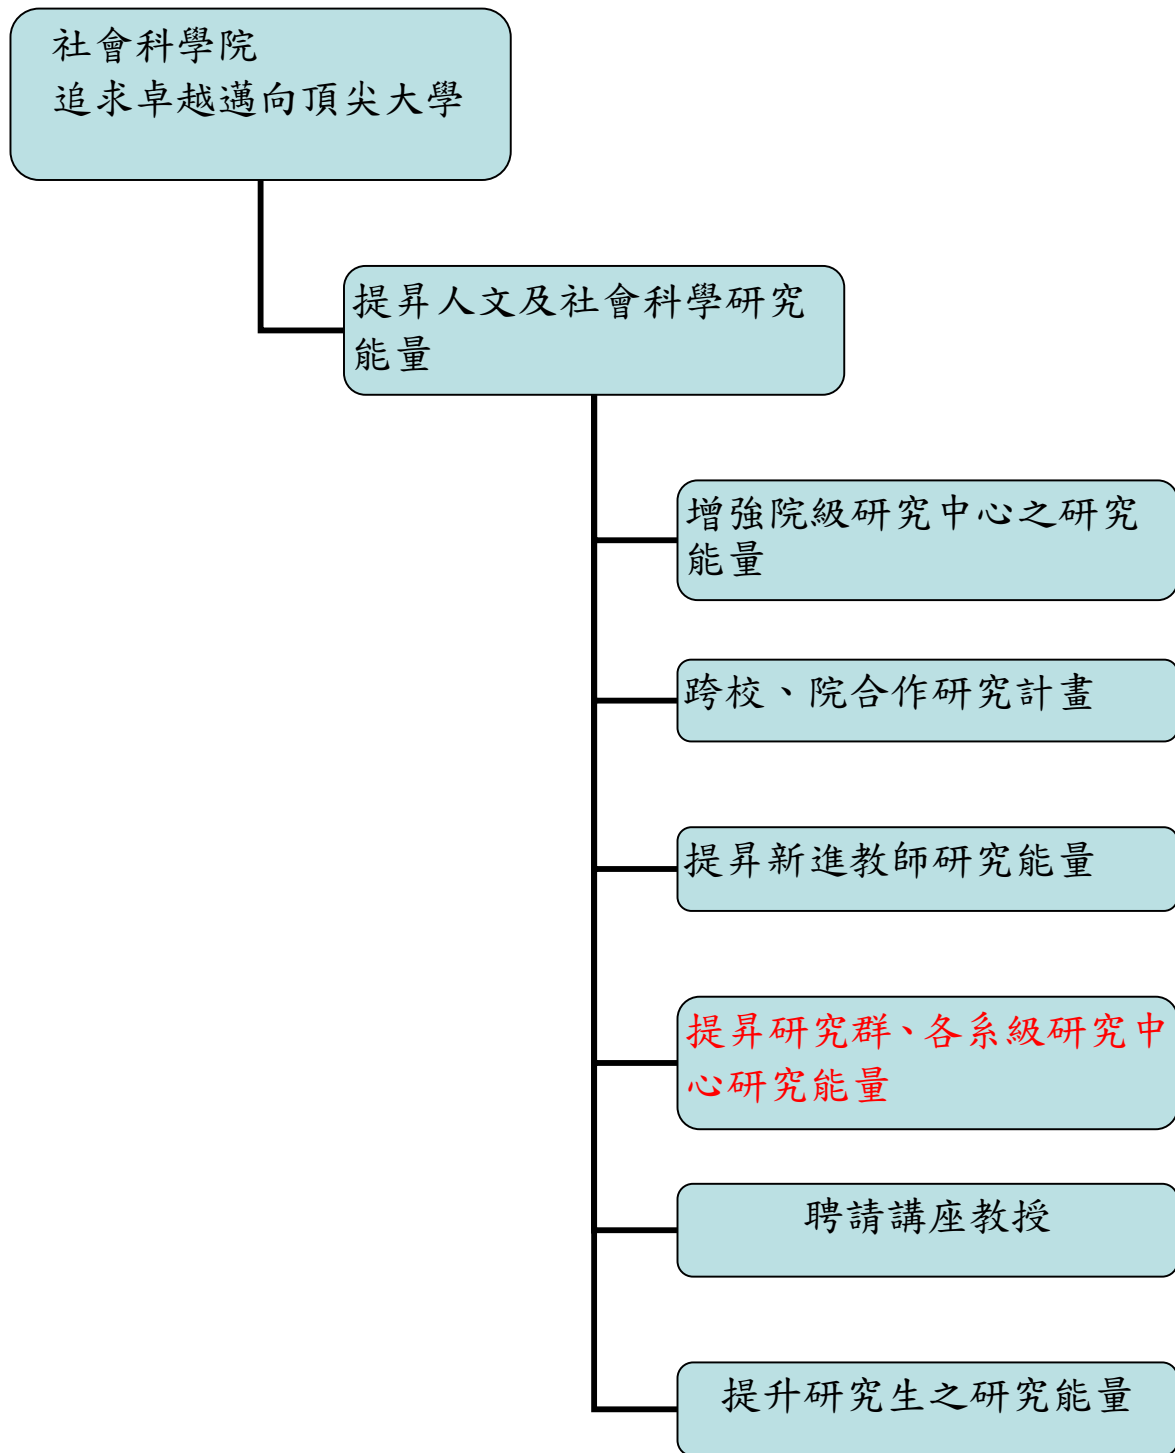 社會科學院
追求卓越邁向頂尖大學
提昇人文及社會科學研究
能量
增強院級研究中心之研究
能量
跨校、院合作研究計畫
提昇新進教師研究能量
提昇研究群、各系級研究中
心研究能量
聘請講座教授
提升研究生之研究能量